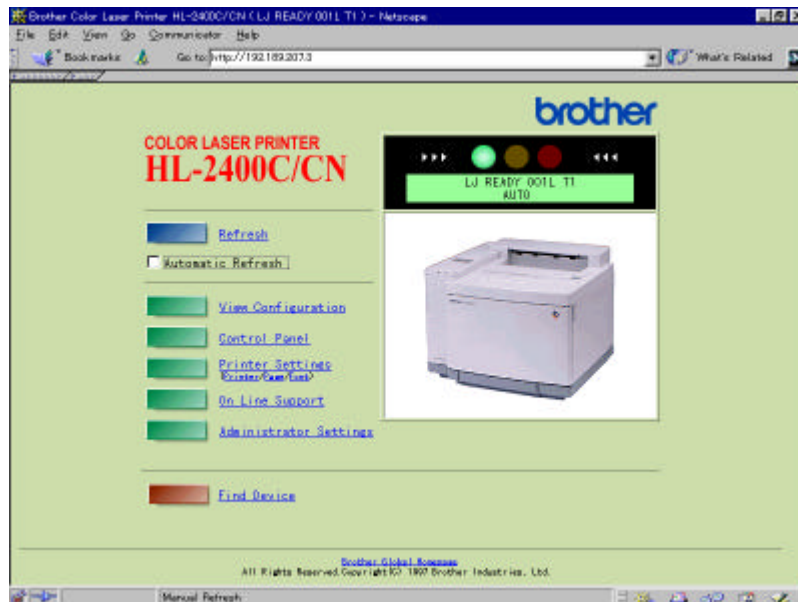 Brother Color Laser Printer HL-2400C/CN ( LJ READY 001L T1 ) - Netscape
File Edit View Go Communicator Help
Bookmarks Go to: http://192.189.207.3 What's Related
brother
COLOR LASER PRINTER
HL-2400C/CN
LJ READY 001L T1
AUTO
Refresh
Automatic Refresh
View Configuration
Control Panel
Printer Settings
(Printer/Page/Font)
On Line Support
Administrator Settings
Find Device
Brother Global Homepage
All Rights Reserved.Copyright(C) 1997 Brother Industries, Ltd.
Manual Refresh